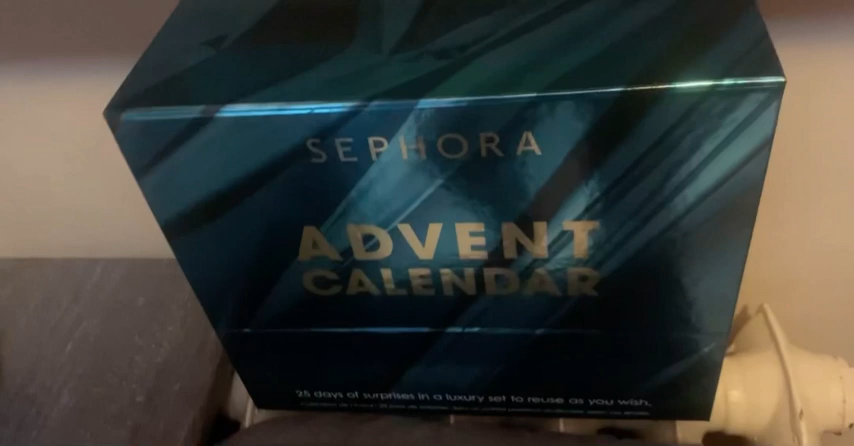 SEPHORA
ADVENT
CALENDAR
25 days of surprises in a luxury set to reuse as you wish.